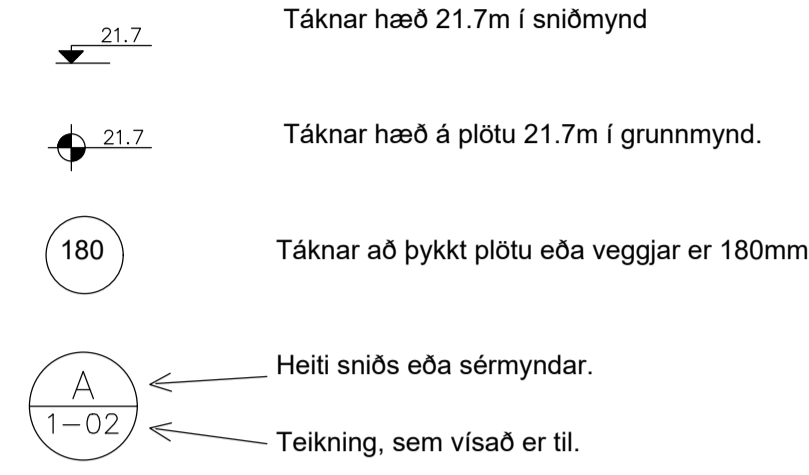 21.7
Táknar hæð 21.7m í sniðmynd
21.7
Táknar hæð á plötu 21.7m í grunnmynd.
180
Táknar að þykkt plötu eða veggjar er 180mm
A
Heiti sniðs eða sérmyndar.
1-02
Teikning, sem vísað er til.